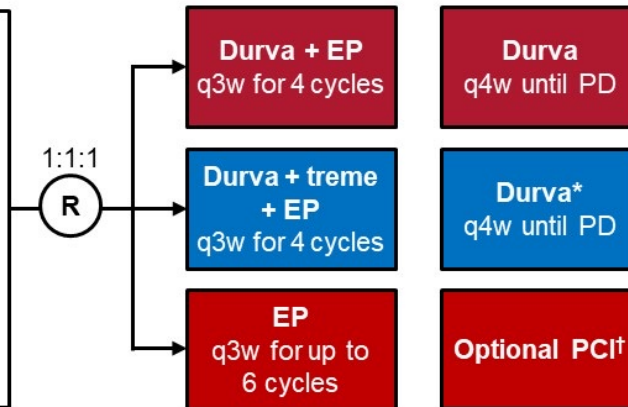 1:1:1
R
Durva + EP
q3w for 4 cycles
Durva
q4w until PD
Durva + treme
+ EP
q3w for 4 cycles
Durva*
q4w until PD
EP
q3w for up to
6 cycles
Optional PCI†